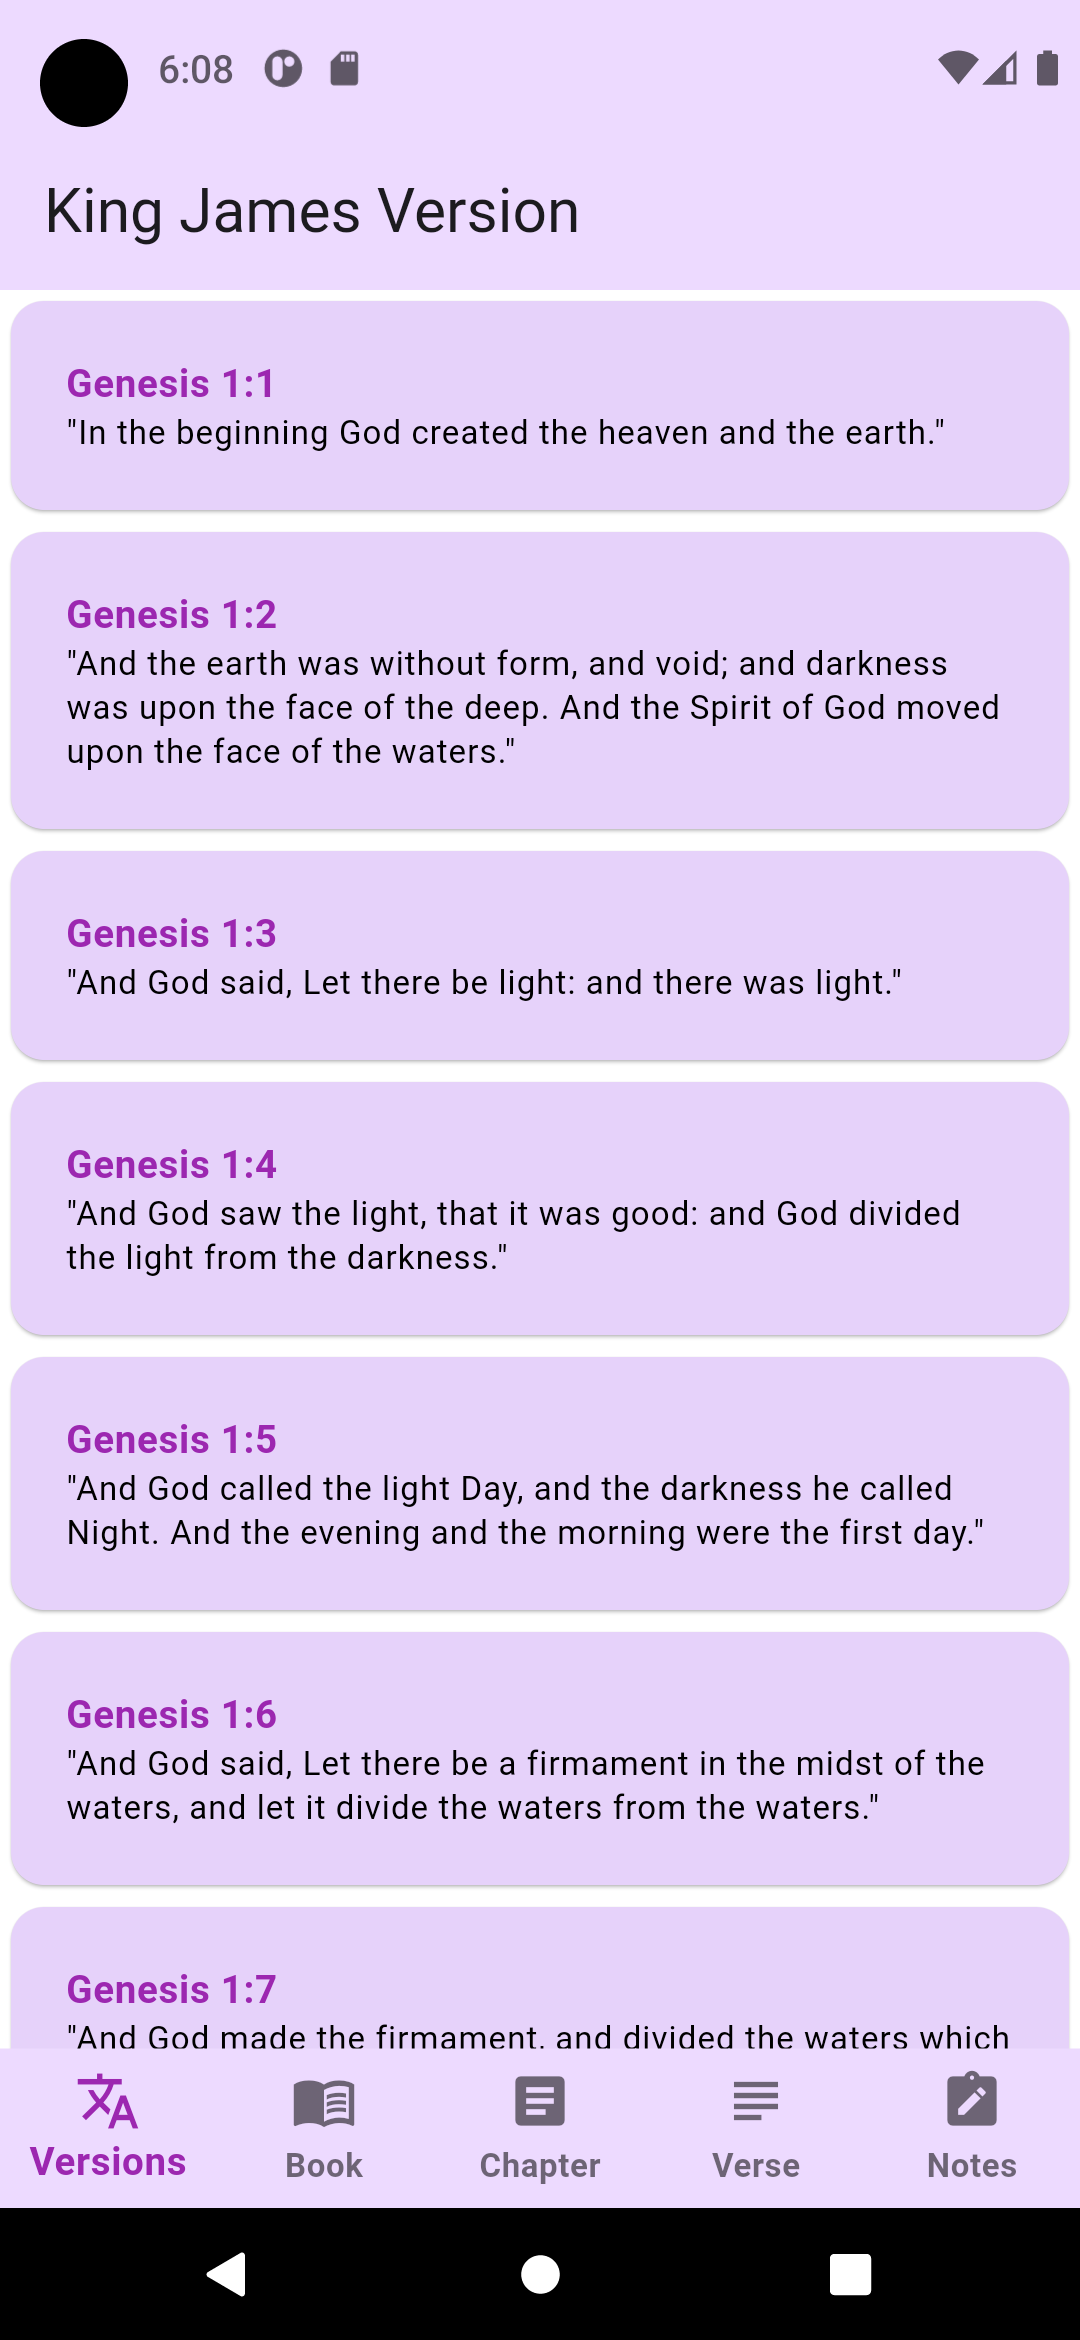 6:08
King James Version
Genesis 1:1
"In the beginning God created the heaven and the earth."
Genesis 1:2
"And the earth was without form, and void; and darkness
was upon the face of the deep. And the Spirit of God moved
upon the face of the waters."
Genesis 1:3
"And God said, Let there be light: and there was light."
Genesis 1:4
"And God saw the light, that it was good: and God divided
the light from the darkness."
Genesis 1:5
"And God called the light Day, and the darkness he called
Night. And the evening and the morning were the first day."
Genesis 1:6
"And God said, Let there be a firmament in the midst of the
waters, and let it divide the waters from the waters."
Genesis 1:7
"And God made the firmament, and divided the waters which
Versions
Book
Chapter
Verse
Notes